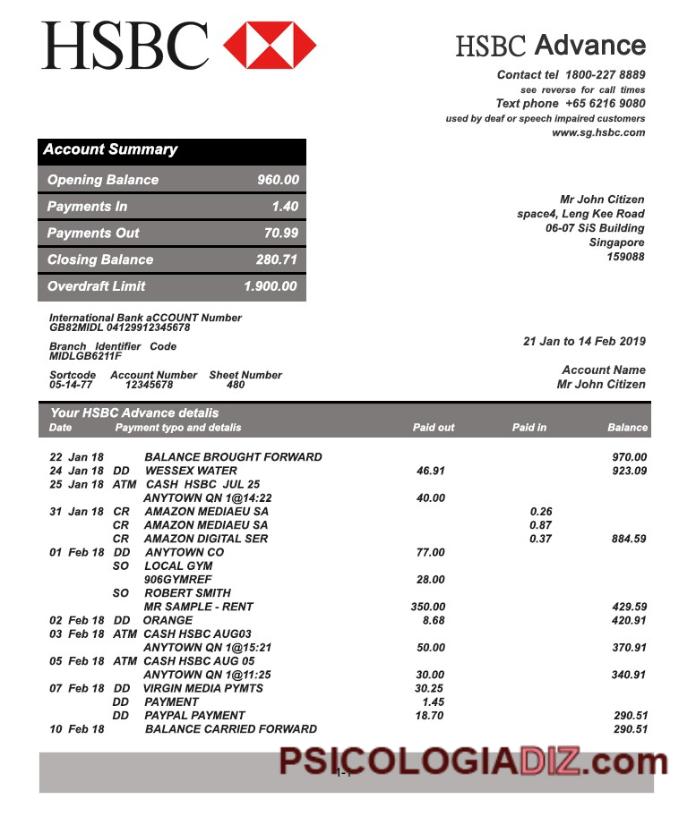 HSBC
HSBC Advance
Contact tel 1800-227 8889
see reverse for call times
Text phone +65 6216 9080
used by deaf or speech impaired customers
www.sg.hsbc.com
Account Summary
Opening Balance 960.00
Payments In 1.40
Payments Out 70.99
Closing Balance 280.71
Overdraft Limit 1.900.00
Mr John Citizen
space4, Leng Kee Road
06-07 SiS Building
Singapore
159088
International Bank aCCOUNT Number
GB82MIDL 04129912345678
Branch Identifier Code
MIDLGB6211F
Sortcode Account Number Sheet Number
05-14-77 12345678 480
21 Jan to 14 Feb 2019
Account Name
Mr John Citizen
Your HSBC Advance detalis
Date Payment typo and detalis Paid out Paid in Balance
22 Jan 18 BALANCE BROUGHT FORWARD 970.00
24 Jan 18 DD WESSEX WATER 46.91 923.09
25 Jan 18 ATM CASH HSBC JUL 25
ANYTOWN QN 1@14:22 40.00
31 Jan 18 CR AMAZON MEDIAEU SA 0.26
CR AMAZON MEDIAEU SA 0.87
CR AMAZON DIGITAL SER 0.37 884.59
01 Feb 18 DD ANYTOWN CO 77.00
SO LOCAL GYM
906GYMREF 28.00
SO ROBERT SMITH
MR SAMPLE - RENT 350.00 429.59
02 Feb 18 DD ORANGE 8.68 420.91
03 Feb 18 ATM CASH HSBC AUG03
ANYTOWN QN 1@15:21 50.00 370.91
05 Feb 18 ATM CASH HSBC AUG 05
ANYTOWN QN 1@11:25 30.00 340.91
07 Feb 18 DD VIRGIN MEDIA PYMTS 30.25
DD PAYMENT 1.45
DD PAYPAL PAYMENT 18.70 290.51
10 Feb 18 BALANCE CARRIED FORWARD 290.51
PSICOLOGIADIZ.com